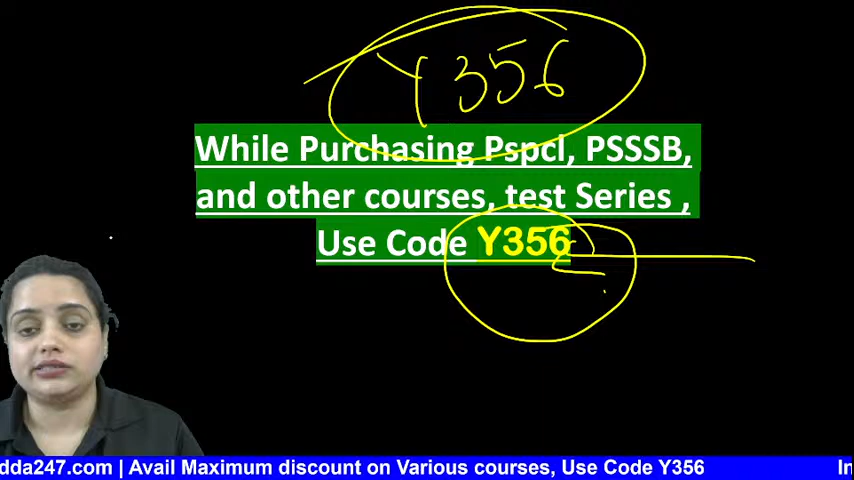 Y356
While Purchasing Pspcl, PSSSB,
and other courses, test Series ,
Use Code Y356
dda247.com | Avail Maximum discount on Various courses, Use Code Y356 In